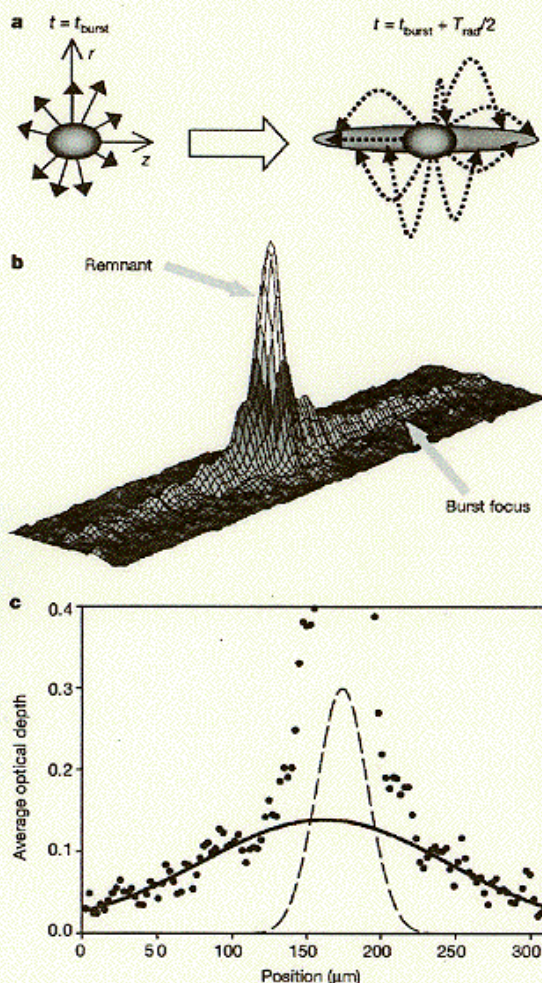 a t = t_burst t = t_burst + T_rad/2
r
z
b
Remnant
Burst focus
c
0.4
0.3
0.2
0.1
0.0
Average optical depth
0 50 100 150 200 250 300
Position (μm)